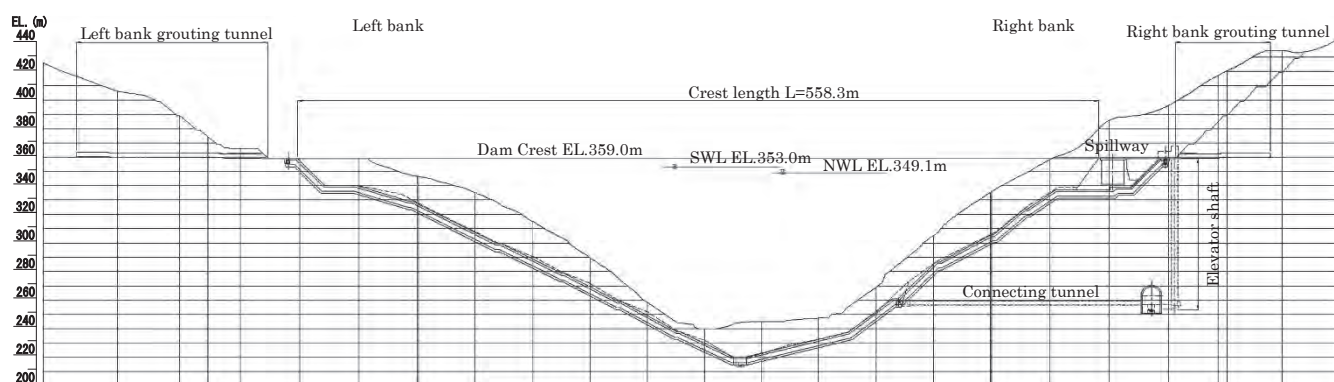 EL. (m)
440
420
400
380
360
340
320
300
280
260
240
220
200
Left bank grouting tunnel
Left bank
Right bank
Right bank grouting tunnel
Crest length L=558.3m
Dam Crest EL.359.0m
SWL EL.353.0m
NWL EL.349.1m
Spillway
Elevator shaft
Connecting tunnel